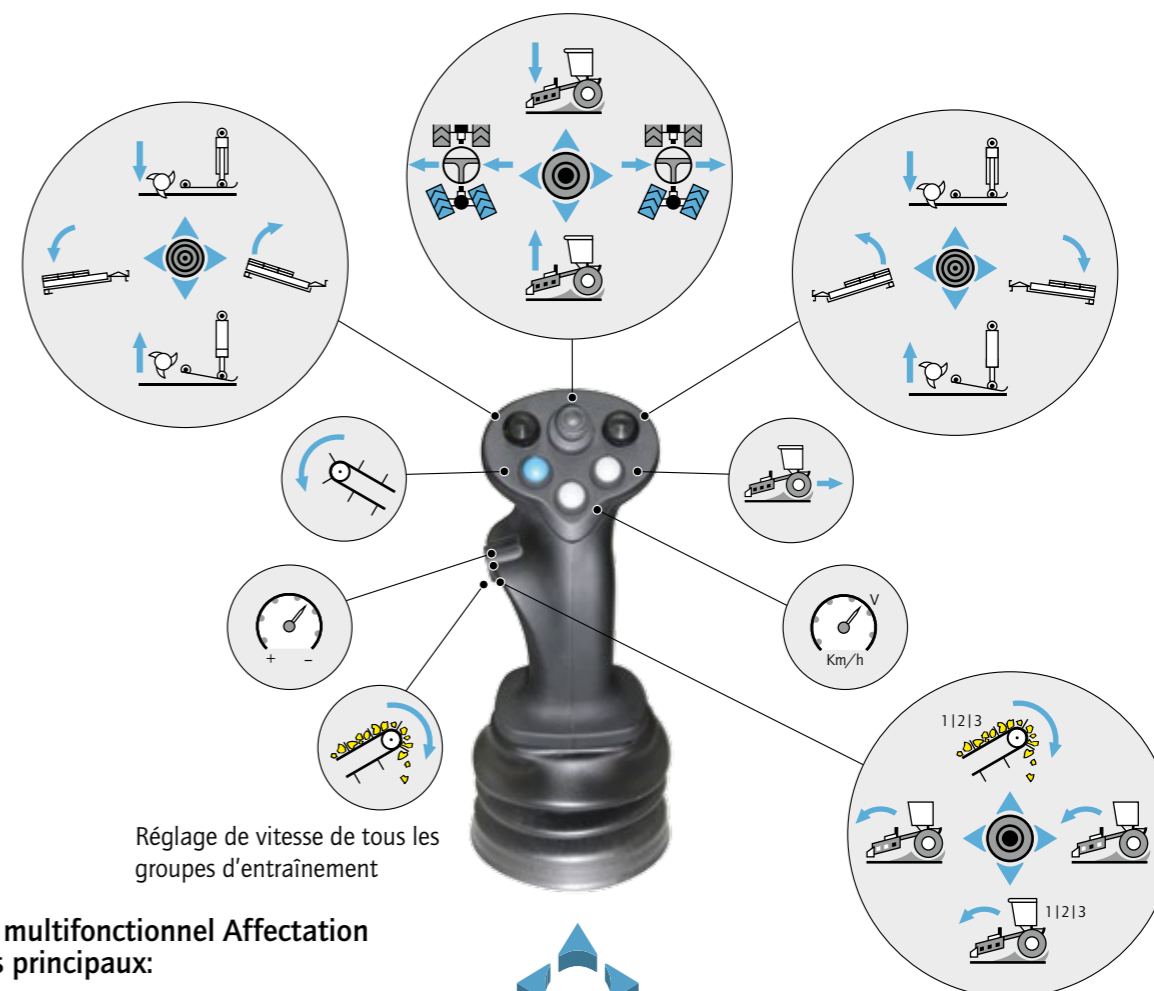 + −
V
Km/h
1|2|3
1|2|3
Réglage de vitesse de tous les
groupes d'entraînement
multifonctionnel Affectation
s principaux: